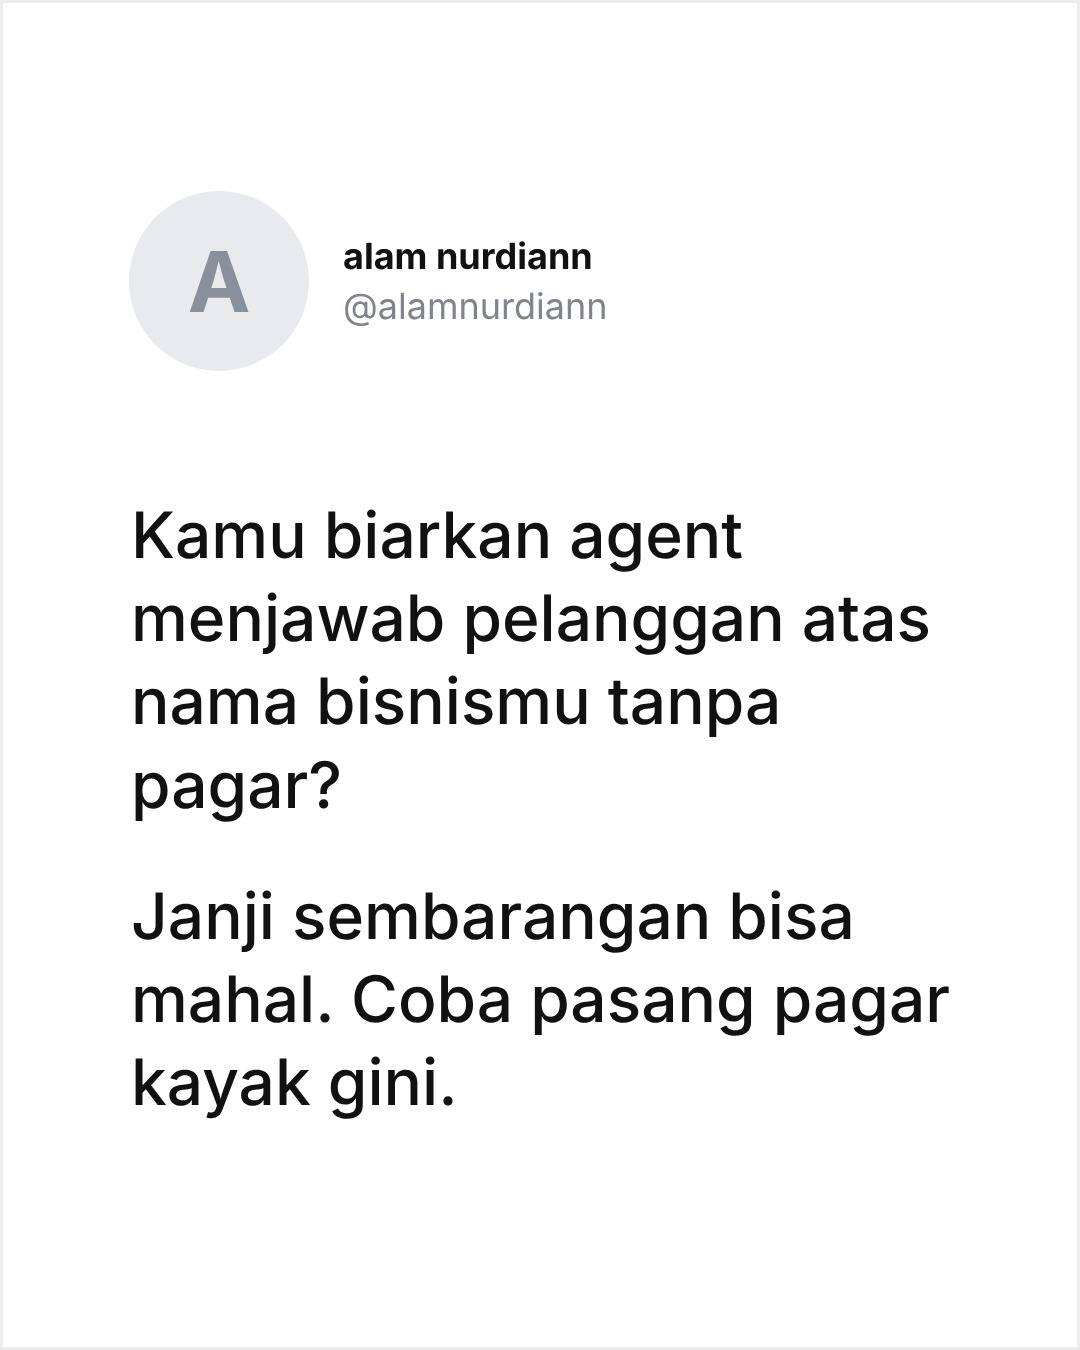 A
alam nurdiann
@alamnurdiann
Kamu biarkan agent
menjawab pelanggan atas
nama bisnismu tanpa
pagar?
Janji sembarangan bisa
mahal. Coba pasang pagar
kayak gini.